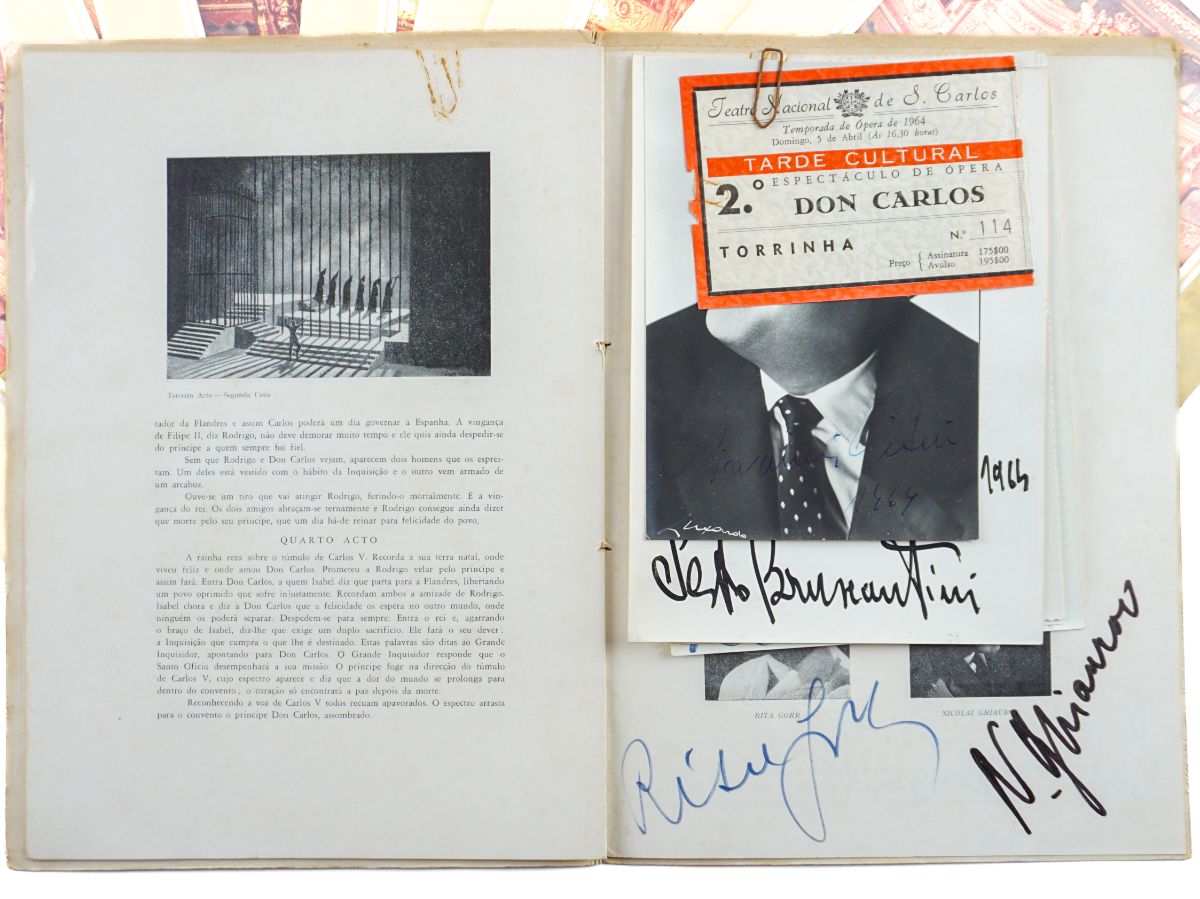 Terceiro Acto — Segunda Cena
tador da Flandres e assim Carlos poderá um dia governar a Espanha. A vingança
de Filipe II, diz Rodrigo, não deve demorar muito tempo e ele quis ainda despedir-se
do príncipe a quem sempre foi fiel.
Sem que Rodrigo e Don Carlos vejam, aparecem dois homens que os esprei-
tam. Um deles está vestido com o hábito da Inquisição e o outro vem armado de
um arcabuz.
Ouve-se um tiro que vai atingir Rodrigo, ferindo-o mortalmente. É a vin-
gança do rei. Os dois amigos abraçam-se ternamente e Rodrigo consegue ainda dizer
que morre pelo seu príncipe, que um dia há-de reinar para felicidade do povo.
QUARTO ACTO
A rainha reza sobre o túmulo de Carlos V. Recorda a sua terra natal, onde
viveu feliz e onde amou Don Carlos. Prometeu a Rodrigo velar pelo príncipe e
assim fará. Entra Don Carlos, a quem Isabel diz que parta para a Flandres, libertando
um povo oprimido que sofre injustamente. Recordam ambos a amizade de Rodrigo.
Isabel chora e diz a Don Carlos que a felicidade os espera no outro mundo, onde
ninguém os poderá separar. Despedem-se para sempre. Entra o rei e, agarrando
o braço de Isabel, diz-lhe que exige um duplo sacrifício. Ele fará o seu dever;
a Inquisição que cumpra o que lhe é destinado. Estas palavras são ditas ao Grande
Inquisidor, apontando para Don Carlos. O Grande Inquisidor responde que o
Santo Ofício desempenhará a sua missão. O príncipe foge na direcção do túmulo
de Carlos V, cujo espectro aparece e diz que a dor do mundo se prolonga para
dentro do convento; o coração só encontrará a paz depois da morte.
Reconhecendo a voz de Carlos V todos recuam apavorados. O espectro arrasta
para o convento o príncipe Don Carlos, assombrado.
Teatro Nacional de S. Carlos
Temporada de Ópera de 1964
Domingo, 5 de Abril (Às 16,30 horas)
TARDE CULTURAL
2.º ESPECTÁCULO DE ÓPERA
DON CARLOS
TORRINHA
N.º 114
Preço { Assinatura 175$00
Avulso 195$00
1964
1964
Sesto Bruscantini
RITA GORR
NICOLAI GHIAUR
Rita Gorr
N. Ghiaurov